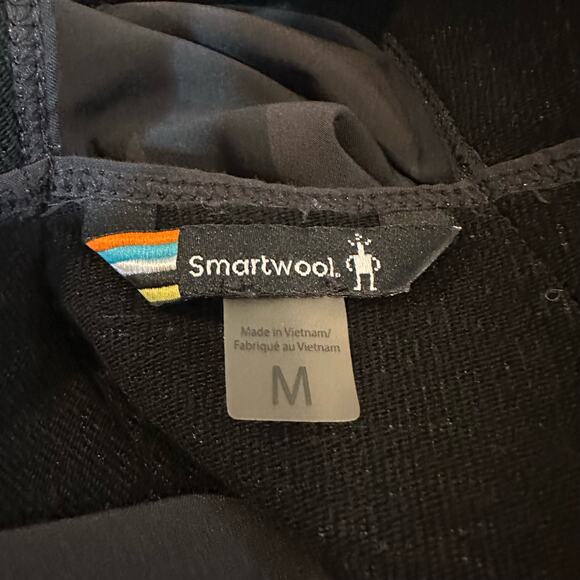 Smartwool.
Made in Vietnam/
Fabriqué au Vietnam
M